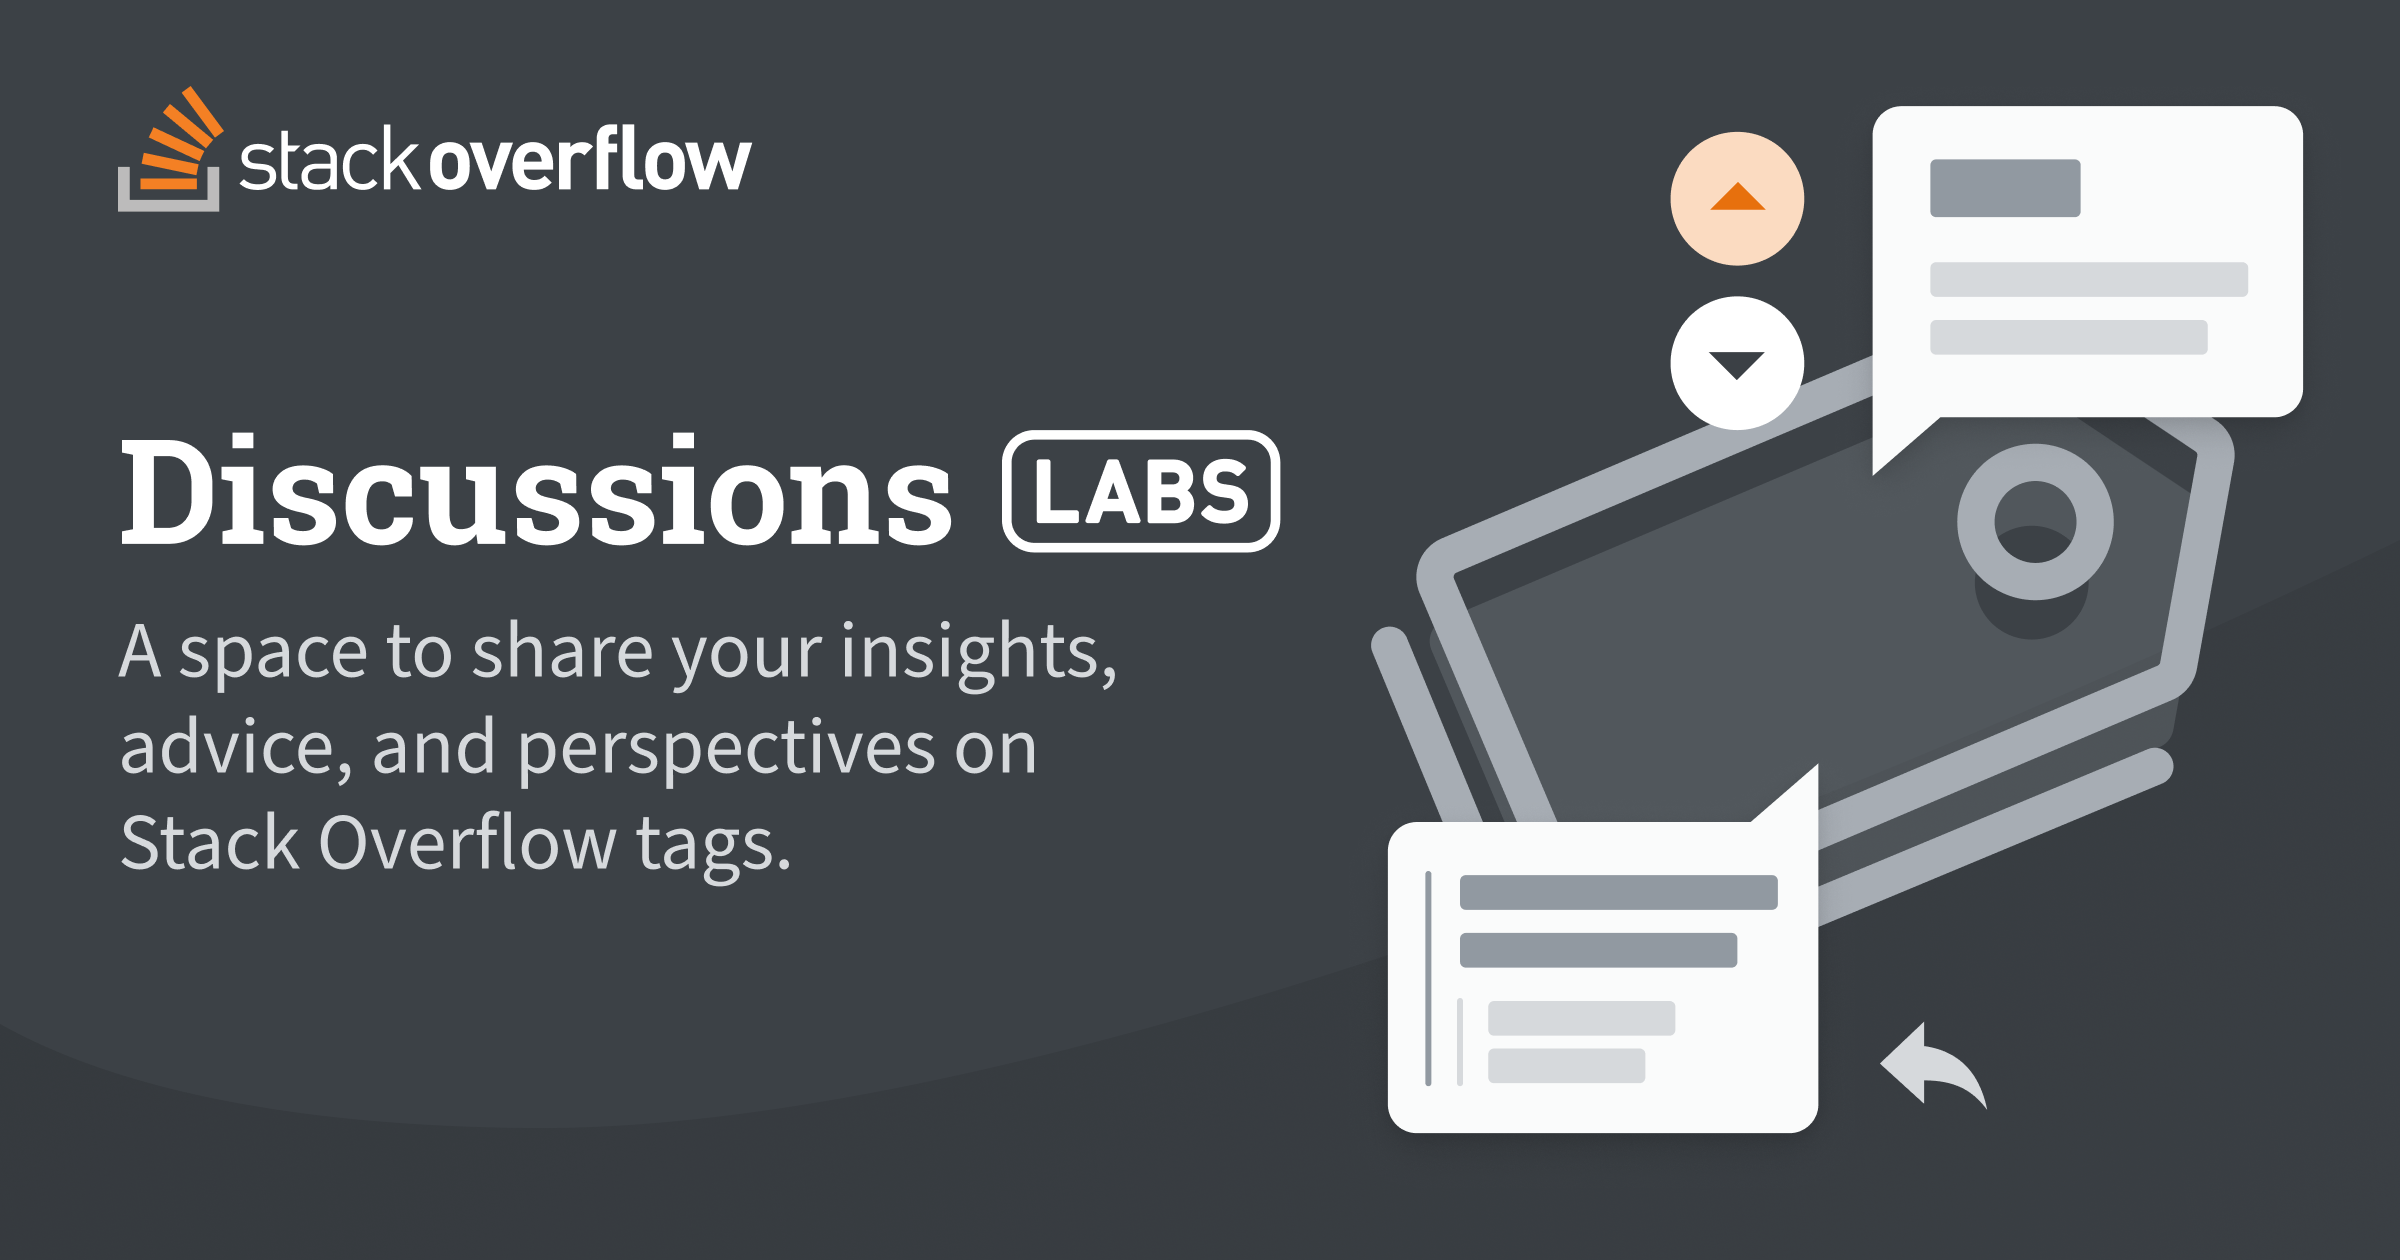 stackoverflow
Discussions LABS
A space to share your insights,
advice, and perspectives on
Stack Overflow tags.